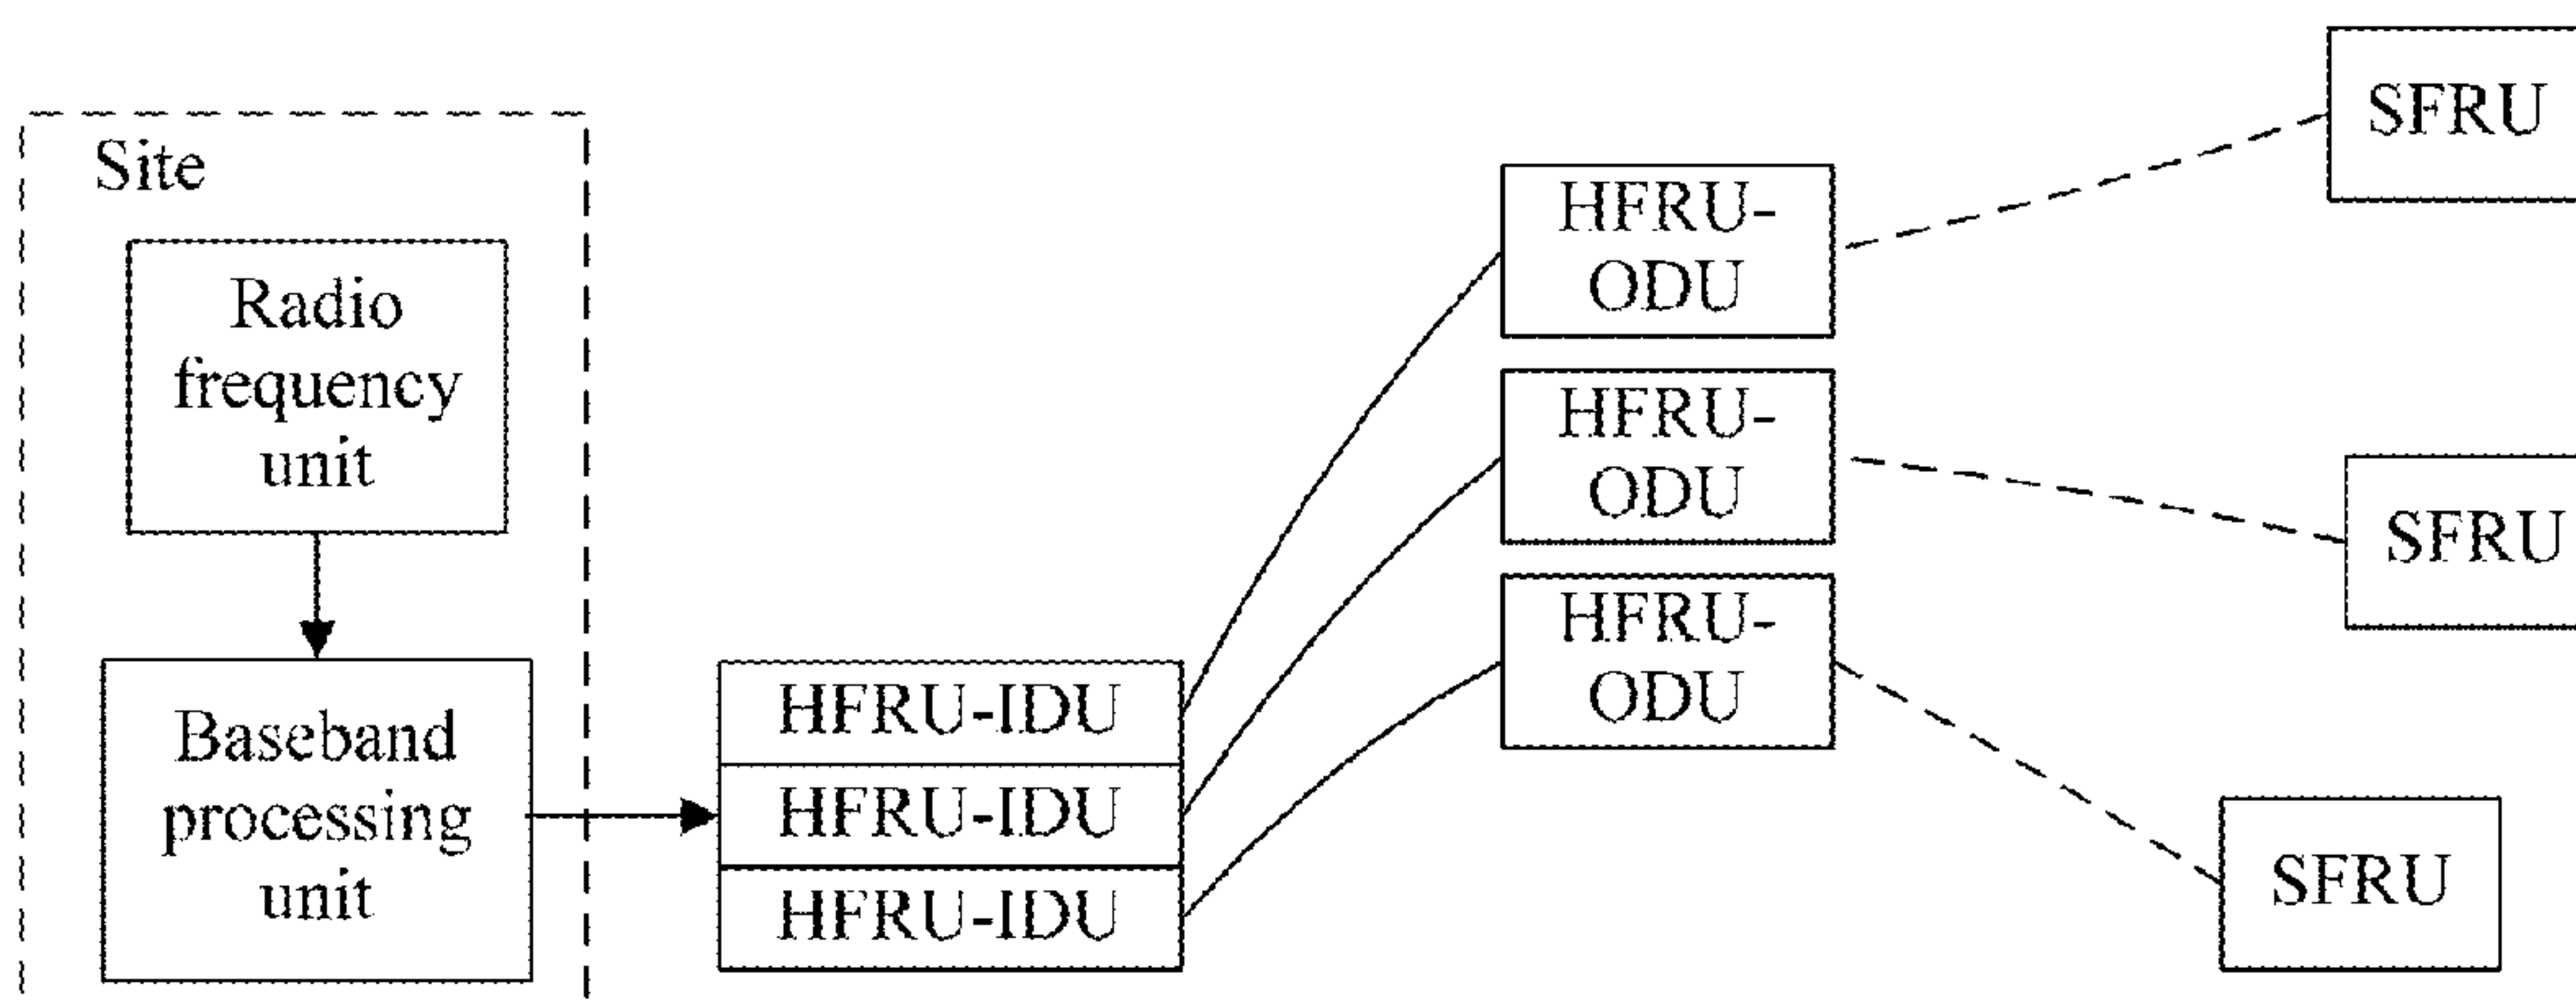 Site
Radio
frequency
unit
Baseband
processing
unit
HFRU-IDU
HFRU-IDU
HFRU-IDU
HFRU-
ODU
HFRU-
ODU
HFRU-
ODU
SFRU
SFRU
SFRU